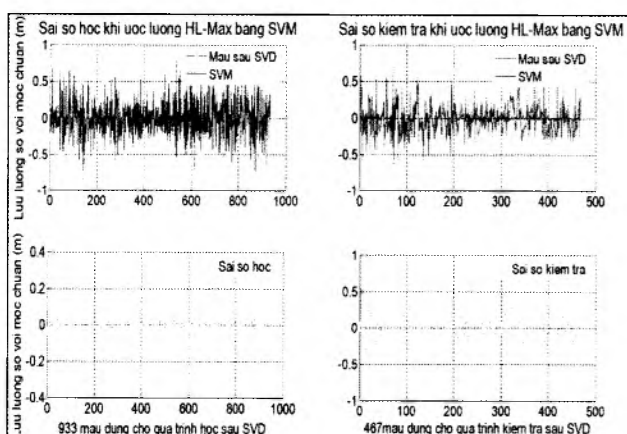 Sai so hoc khi uoc luong HL-Max bang SVM
Luu luong so voi moc chuan (m)
1
0.5
0
-0.5
-1
Mau sau SVD
SVM
0 200 400 600 800 1000
Sai so kiem tra khi uoc luong HL-Max bang SVM
1
0.5
0
-0.5
-1
Mau sau SVD
SVM
0 100 200 300 400 500
Luu luong so voi moc chuan (m)
0.4
0.2
0
-0.2
-0.4
Sai so hoc
0 200 400 600 800 1000
933 mau dung cho qua trinh hoc sau SVD
1
0.5
0
-0.5
-1
Sai so kiem tra
0 100 200 300 400 500
467mau dung cho qua trinh kiem tra sau SVD